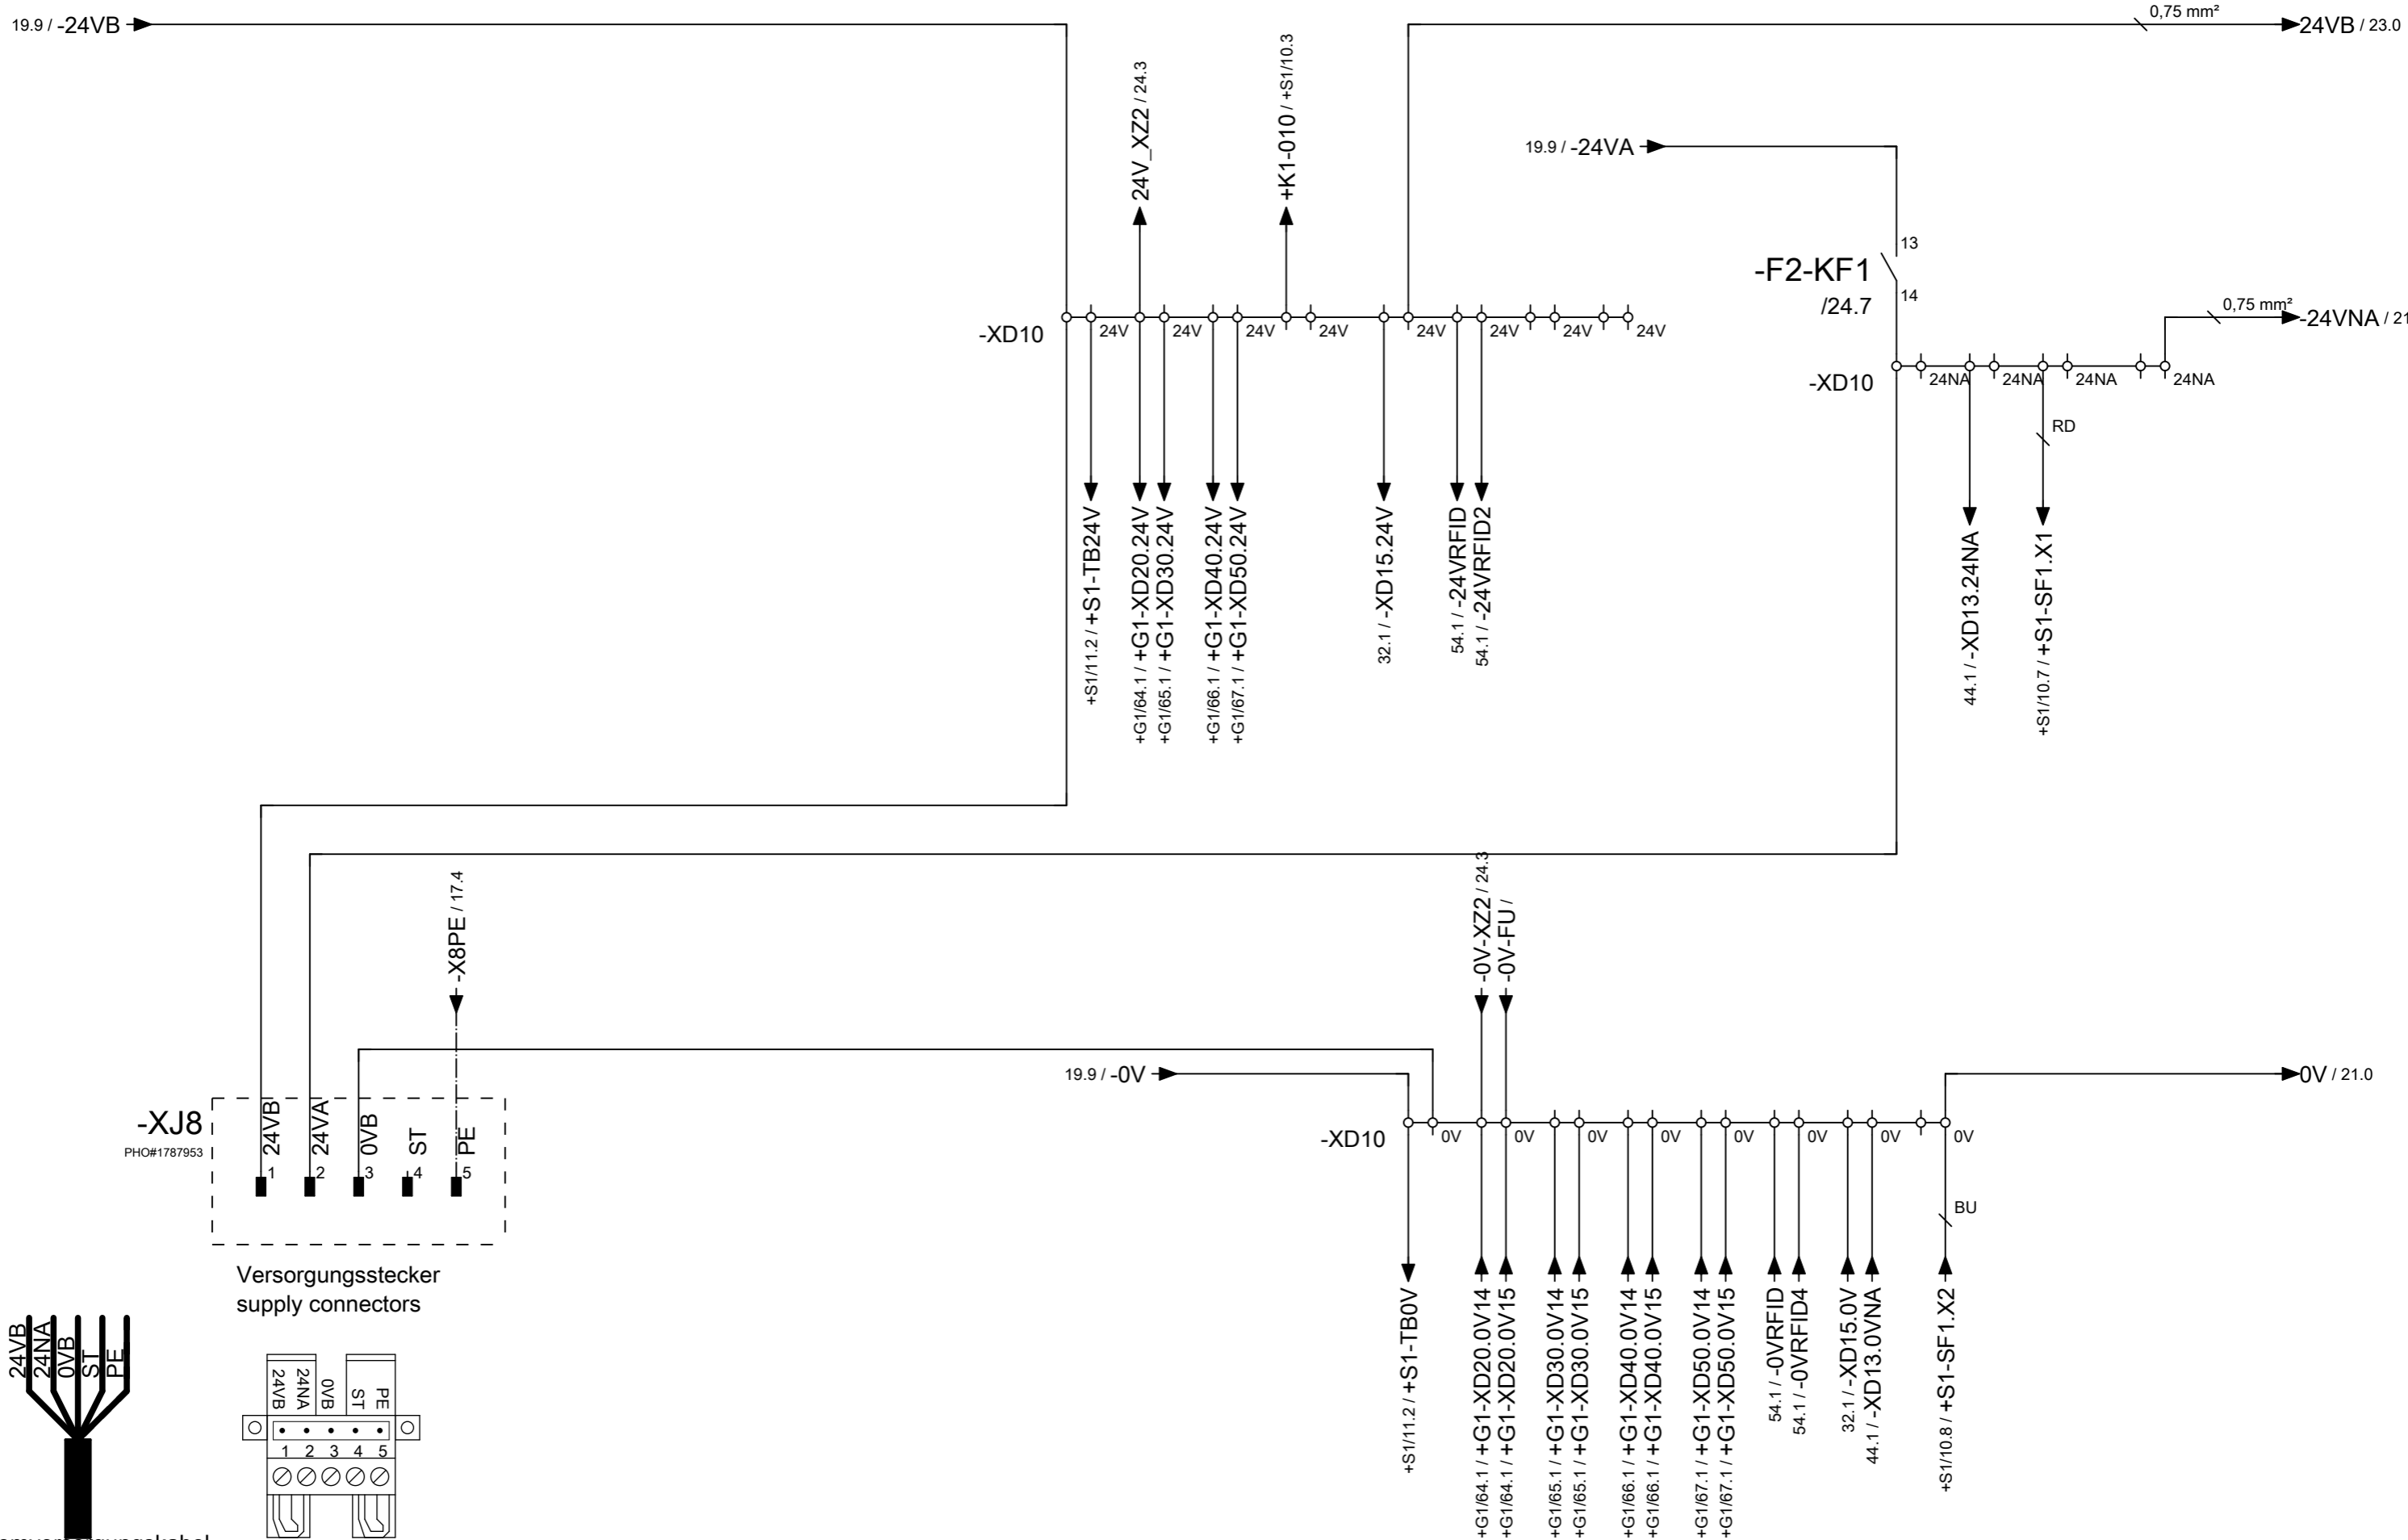 19.9 / -24VB
0,75 mm²
24VB / 23.0
24V_XZ2 / 24.3
+K1-010 / +S1/10.3
19.9 / -24VA
13
-F2-KF1
14
/24.7
0,75 mm²
-24VNA / 21
-XD10
24V
24V
24V
24V
24V
24V
24V
24V
-XD10
24NA
24NA
24NA
24NA
RD
+S1/11.2 / +S1-TB24V
+G1/64.1 / +G1-XD20.24V
+G1/65.1 / +G1-XD30.24V
+G1/66.1 / +G1-XD40.24V
+G1/67.1 / +G1-XD50.24V
32.1 / -XD15.24V
54.1 / -24VRFID
54.1 / -24VRFID2
44.1 / -XD13.24NA
+S1/10.7 / +S1-SF1.X1
-X8PE / 17.4
-0V-XZ2 / 24.3
-0V-FU /
19.9 / -0V
0V / 21.0
-XJ8
PHO#1787953
24VB
24VA
0VB
ST
PE
1
2
3
4
5
-XD10
0V
0V
0V
0V
0V
0V
0V
0V
BU
Versorgungsstecker
supply connectors
+S1/11.2 / +S1-TB0V
+G1/64.1 / +G1-XD20.0V14
+G1/64.1 / +G1-XD20.0V15
+G1/65.1 / +G1-XD30.0V14
+G1/65.1 / +G1-XD30.0V15
+G1/66.1 / +G1-XD40.0V14
+G1/66.1 / +G1-XD40.0V15
+G1/67.1 / +G1-XD50.0V14
+G1/67.1 / +G1-XD50.0V15
54.1 / -0VRFID
54.1 / -0VRFID4
32.1 / -XD15.0V
44.1 / -XD13.0VNA
+S1/10.8 / +S1-SF1.X2
24VB
24NA
0VB
ST
PE
24VB
24NA
0VB
ST
PE
1 2 3 4 5